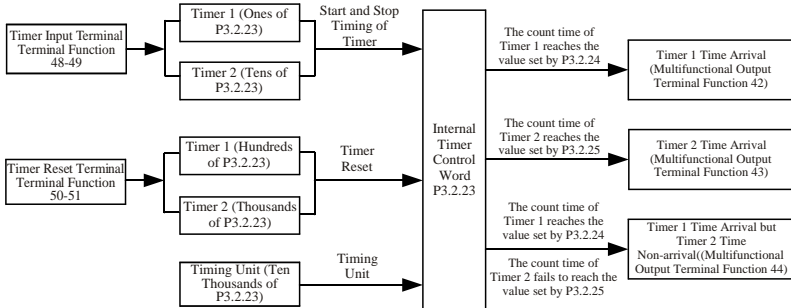 Timer Input Terminal
Terminal Function
48-49
Timer 1 (Ones of
P3.2.23)
Timer 2 (Tens of
P3.2.23)
Start and Stop
Timing of
Timer
Timer Reset Terminal
Terminal Function
50-51
Timer 1 (Hundreds
of P3.2.23)
Timer 2 (Thousands
of P3.2.23)
Timer
Reset
Timing Unit (Ten
Thousands of
P3.2.23)
Timing
Unit
Internal
Timer
Control
Word
P3.2.23
The count time of
Timer 1 reaches the
value set by P3.2.24
Timer 1 Time Arrival
(Multifunctional Output
Terminal Function 42)
The count time of
Timer 2 reaches the
value set by P3.2.25
Timer 2 Time Arrival
(Multifunctional Output
Terminal Function 43)
The count time of
Timer 1 reaches the
value set by P3.2.24
The count time of
Timer 2 fails to reach the
value set by P3.2.25
Timer 1 Time Arrival but
Timer 2 Time
Non-arrival((Multifunctional
Output Terminal Function 44)